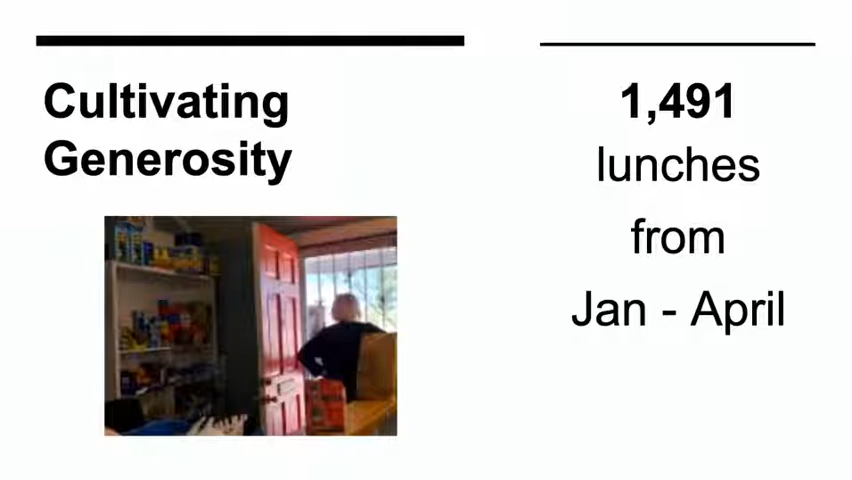 Cultivating
Generosity
1,491
lunches
from
Jan - April